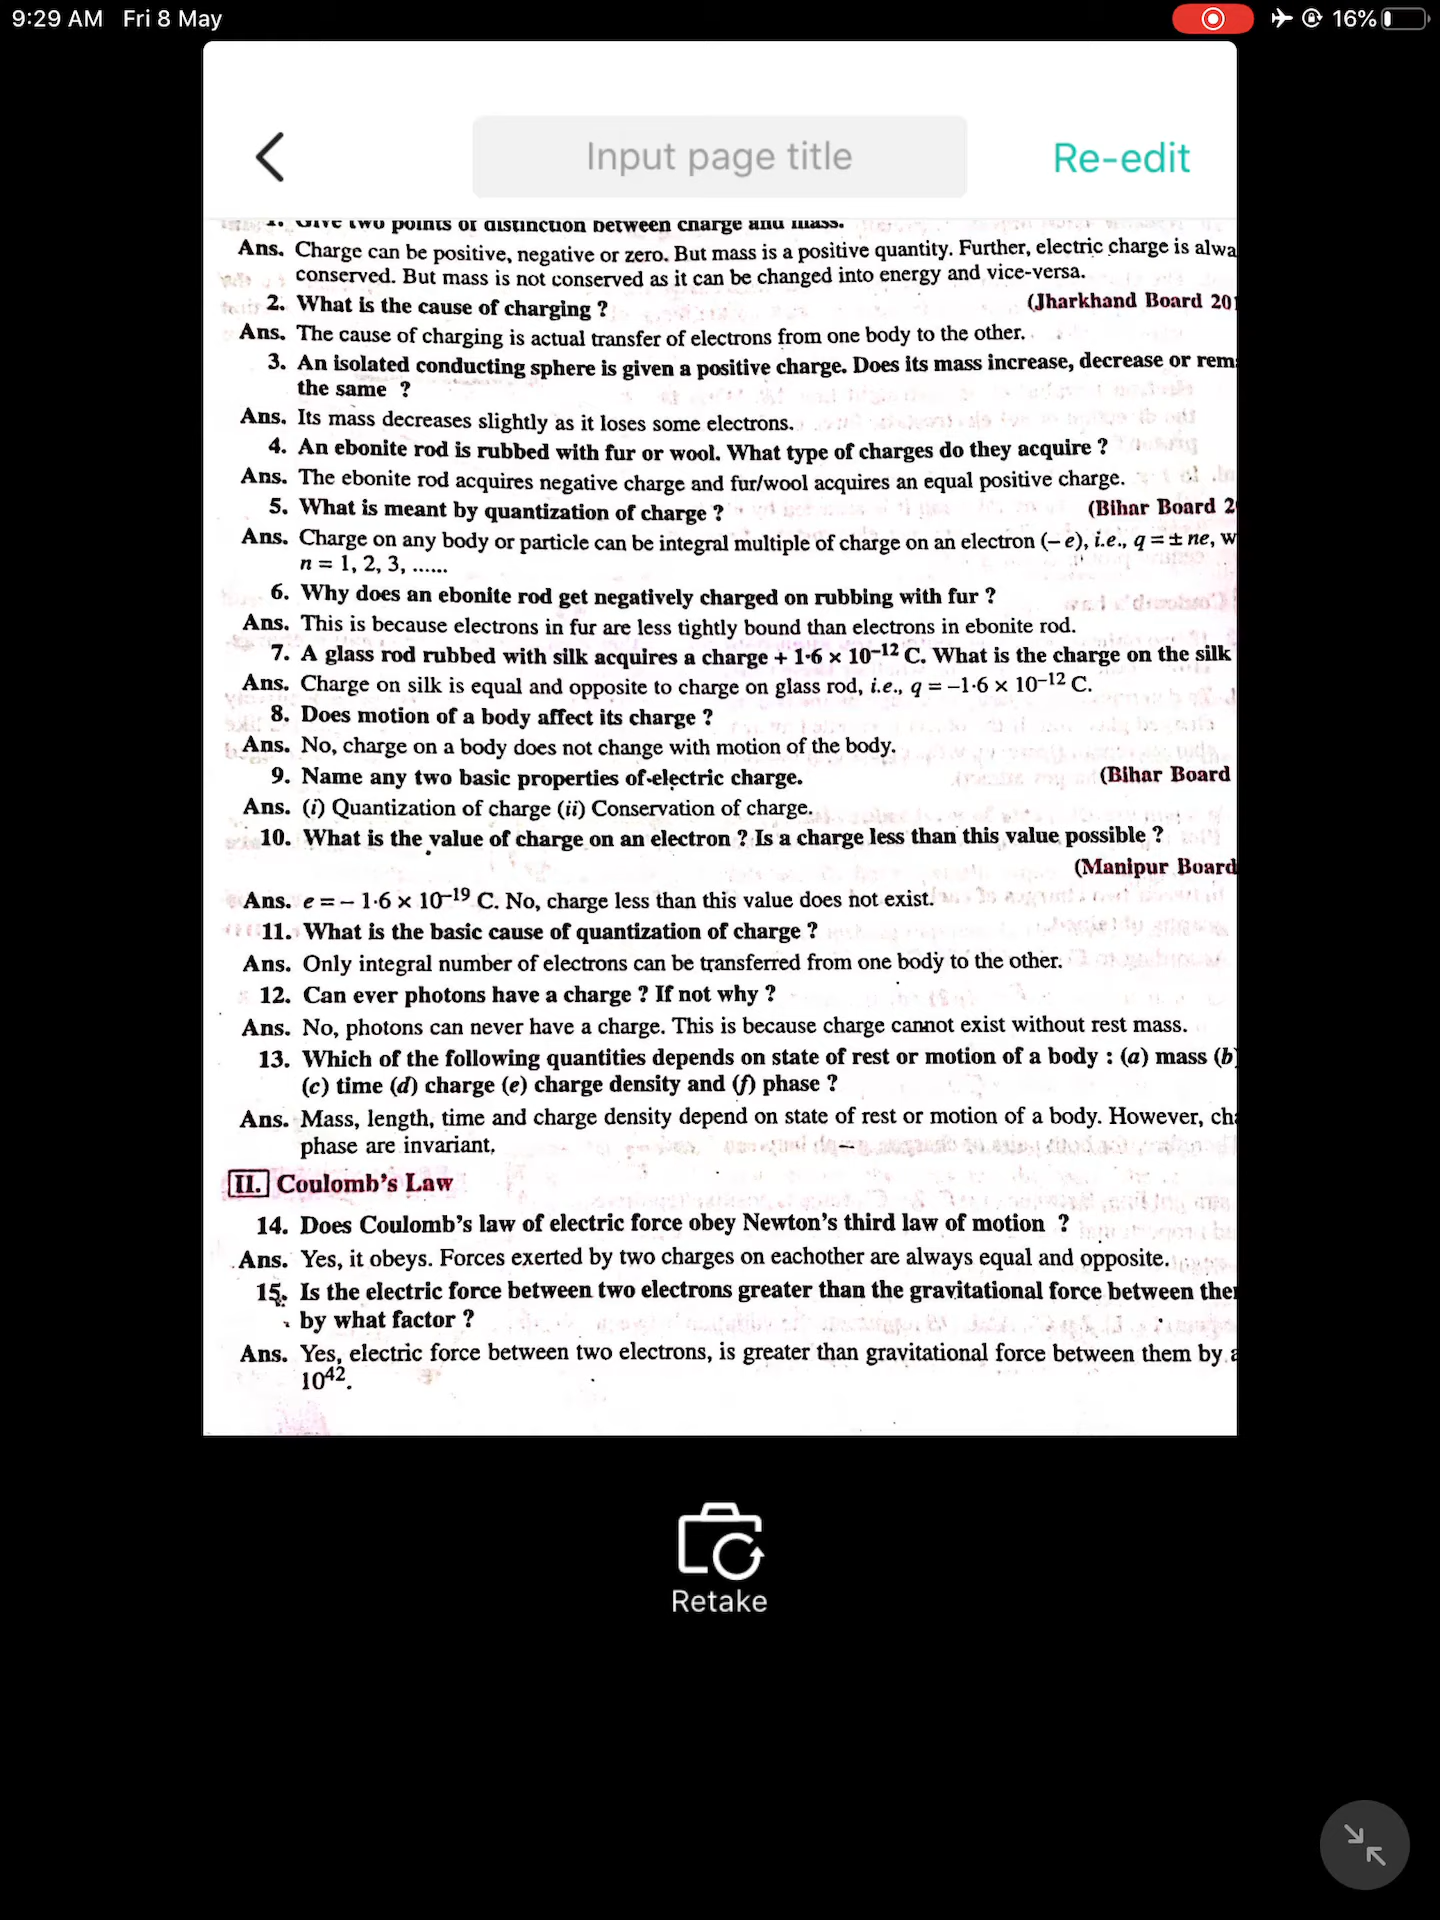 9:29 AM Fri 8 May
16%
Input page title
Re-edit
1. Give two points of distinction between charge and mass.
Ans. Charge can be positive, negative or zero. But mass is a positive quantity. Further, electric charge is alwa
conserved. But mass is not conserved as it can be changed into energy and vice-versa.
2. What is the cause of charging ? (Jharkhand Board 20
Ans. The cause of charging is actual transfer of electrons from one body to the other.
3. An isolated conducting sphere is given a positive charge. Does its mass increase, decrease or rem
the same ?
Ans. Its mass decreases slightly as it loses some electrons.
4. An ebonite rod is rubbed with fur or wool. What type of charges do they acquire ?
Ans. The ebonite rod acquires negative charge and fur/wool acquires an equal positive charge.
5. What is meant by quantization of charge ? (Bihar Board 2
Ans. Charge on any body or particle can be integral multiple of charge on an electron (– e), i.e., q = ± ne, w
n = 1, 2, 3, ......
6. Why does an ebonite rod get negatively charged on rubbing with fur ?
Ans. This is because electrons in fur are less tightly bound than electrons in ebonite rod.
7. A glass rod rubbed with silk acquires a charge + 1·6 × 10⁻¹² C. What is the charge on the silk
Ans. Charge on silk is equal and opposite to charge on glass rod, i.e., q = –1·6 × 10⁻¹² C.
8. Does motion of a body affect its charge ?
Ans. No, charge on a body does not change with motion of the body.
9. Name any two basic properties of electric charge. (Bihar Board
Ans. (i) Quantization of charge (ii) Conservation of charge.
10. What is the value of charge on an electron ? Is a charge less than this value possible ?
(Manipur Board
Ans. e = – 1·6 × 10⁻¹⁹ C. No, charge less than this value does not exist.
11. What is the basic cause of quantization of charge ?
Ans. Only integral number of electrons can be transferred from one body to the other.
12. Can ever photons have a charge ? If not why ?
Ans. No, photons can never have a charge. This is because charge cannot exist without rest mass.
13. Which of the following quantities depends on state of rest or motion of a body : (a) mass (b)
(c) time (d) charge (e) charge density and (f) phase ?
Ans. Mass, length, time and charge density depend on state of rest or motion of a body. However, cha
phase are invariant.
II. Coulomb's Law
14. Does Coulomb's law of electric force obey Newton's third law of motion ?
Ans. Yes, it obeys. Forces exerted by two charges on eachother are always equal and opposite.
15. Is the electric force between two electrons greater than the gravitational force between the
by what factor ?
Ans. Yes, electric force between two electrons, is greater than gravitational force between them by a
10⁴².
Retake